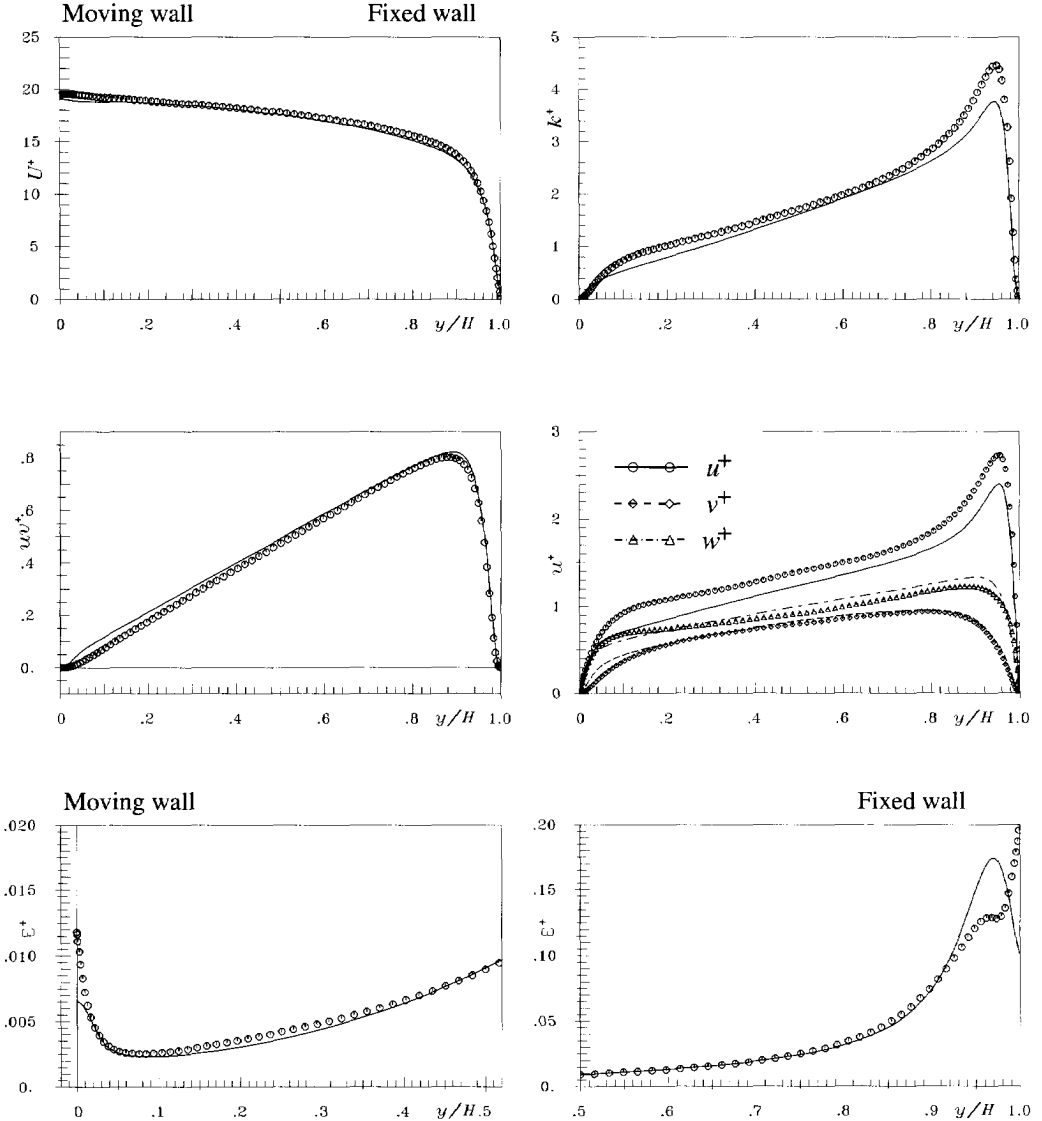 Moving wall Fixed wall
25
20
15
10
5
0
U+
0 .2 .4 .6 .8 y/H 1.0
5
4
3
2
1
0
k+
0 .2 .4 .6 .8 y/H 1.0
.8
.6
.4
.2
0.
uv+
0 .2 .4 .6 .8 y/H 1.0
3
2
1
0
u+
u+
v+
w+
0 .2 .4 .6 .8 y/H 1.0
Moving wall Fixed wall
.020
.015
.010
.005
0.
ε+
0 .1 .2 .3 .4 y/H .5
.20
.15
.10
.05
0.
ε+
.5 .6 .7 .8 .9 y/H 1.0